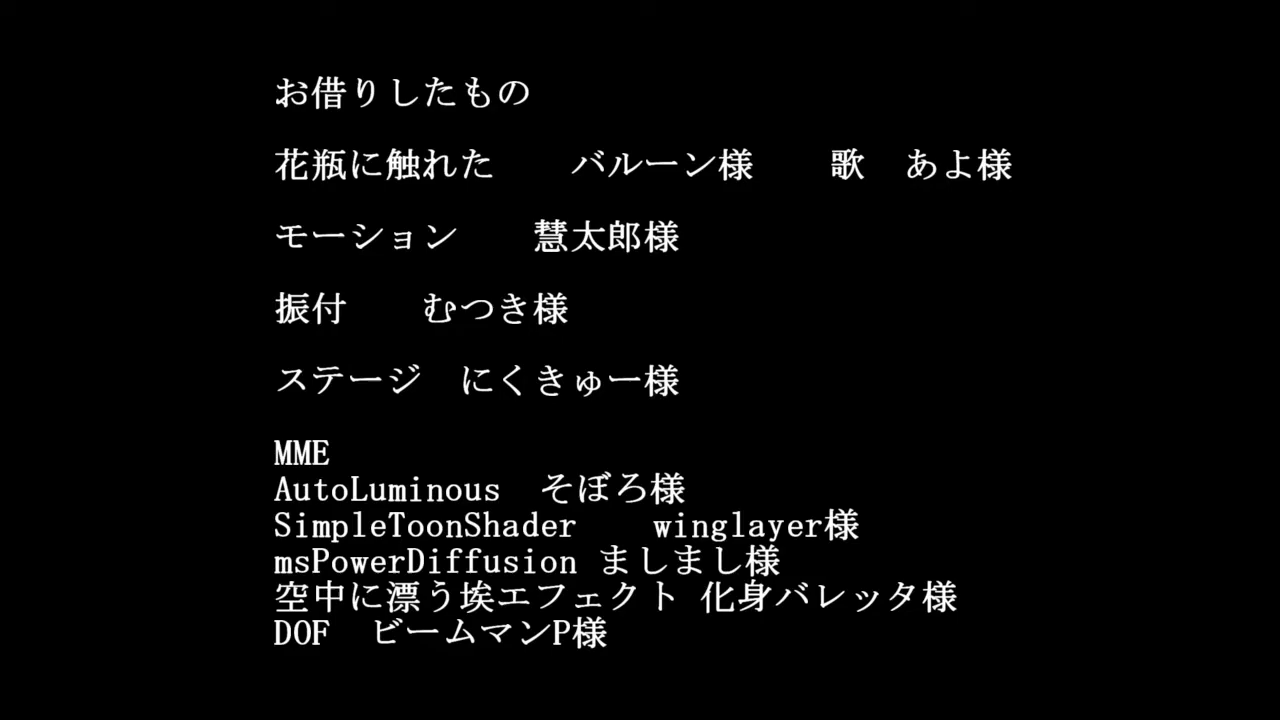 お借りしたもの
花瓶に触れた　　バルーン様　　歌　あよ様
モーション　　慧太郎様
振付　　むつき様
ステージ　にくきゅー様
MME
AutoLuminous　そぼろ様
SimpleToonShader　　winglayer様
msPowerDiffusion ましまし様
空中に漂う埃エフェクト 化身バレッタ様
DOF　ビームマンP様